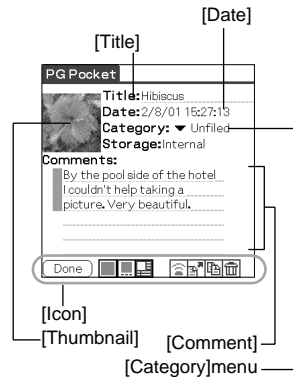 [Date]
[Title]
PG Pocket
Title:Hibiscus
Date:2/8/01 15:27:13
Category: ▼ Unfiled
Storage:Internal
Comments:
By the pool side of the hotel
I couldn't help taking a
picture. Very beautiful.
Done
[Icon]
[Thumbnail]
[Comment]
[Category]menu